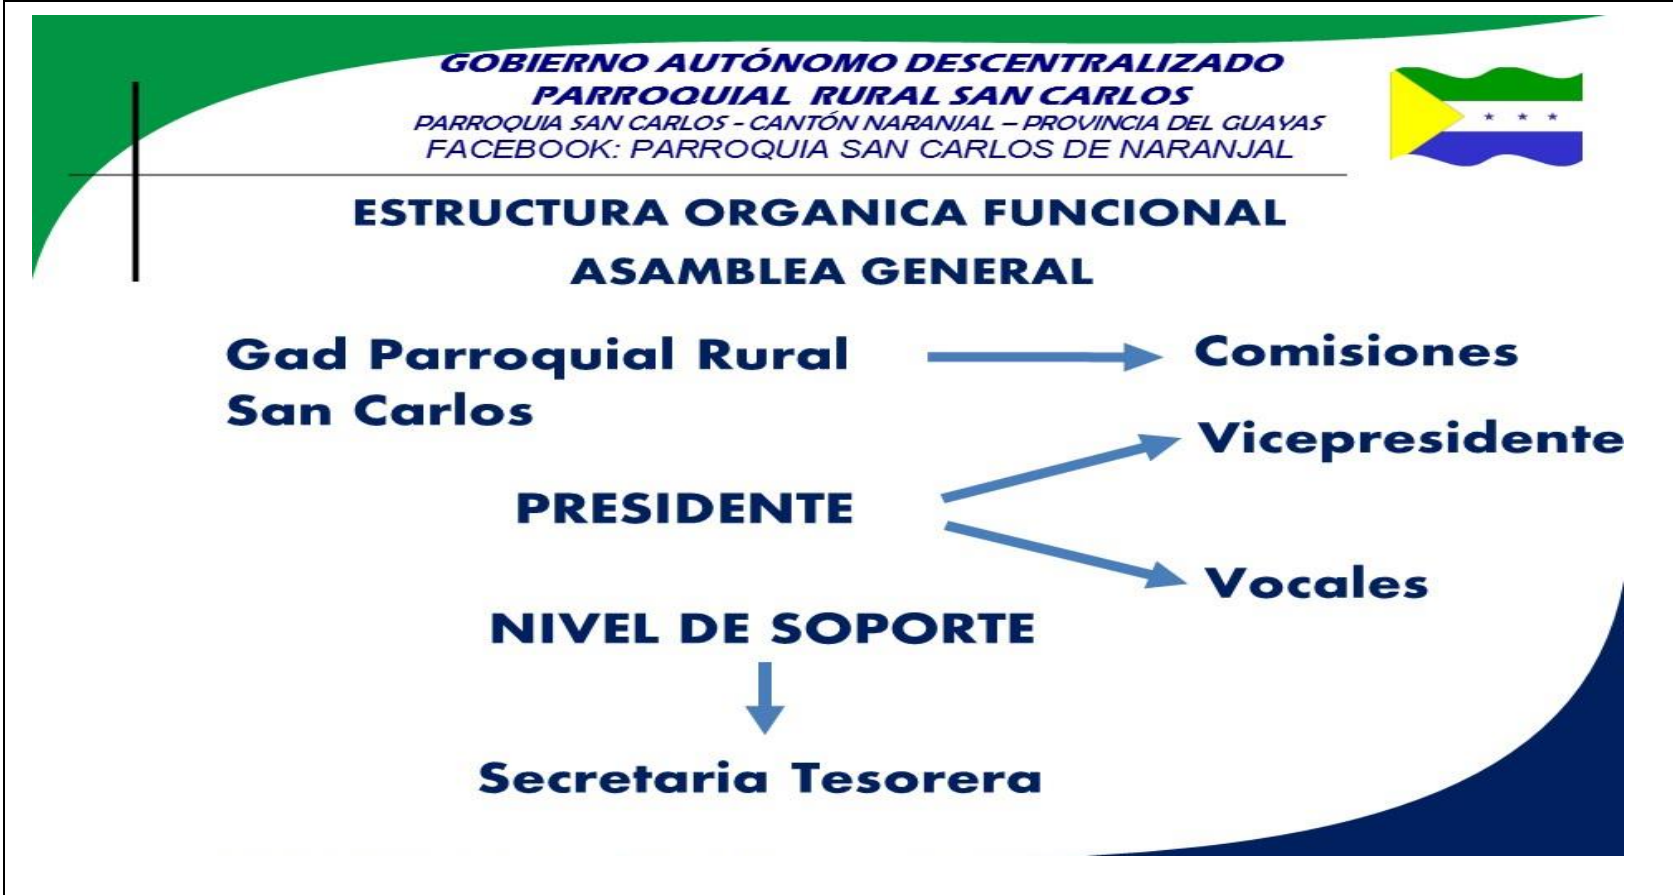 GOBIERNO AUTÓNOMO DESCENTRALIZADO
PARROQUIAL RURAL SAN CARLOS
PARROQUIA SAN CARLOS - CANTÓN NARANJAL – PROVINCIA DEL GUAYAS
FACEBOOK: PARROQUIA SAN CARLOS DE NARANJAL
ESTRUCTURA ORGANICA FUNCIONAL
ASAMBLEA GENERAL
Gad Parroquial Rural
San Carlos
Comisiones
Vicepresidente
PRESIDENTE
Vocales
NIVEL DE SOPORTE
Secretaria Tesorera